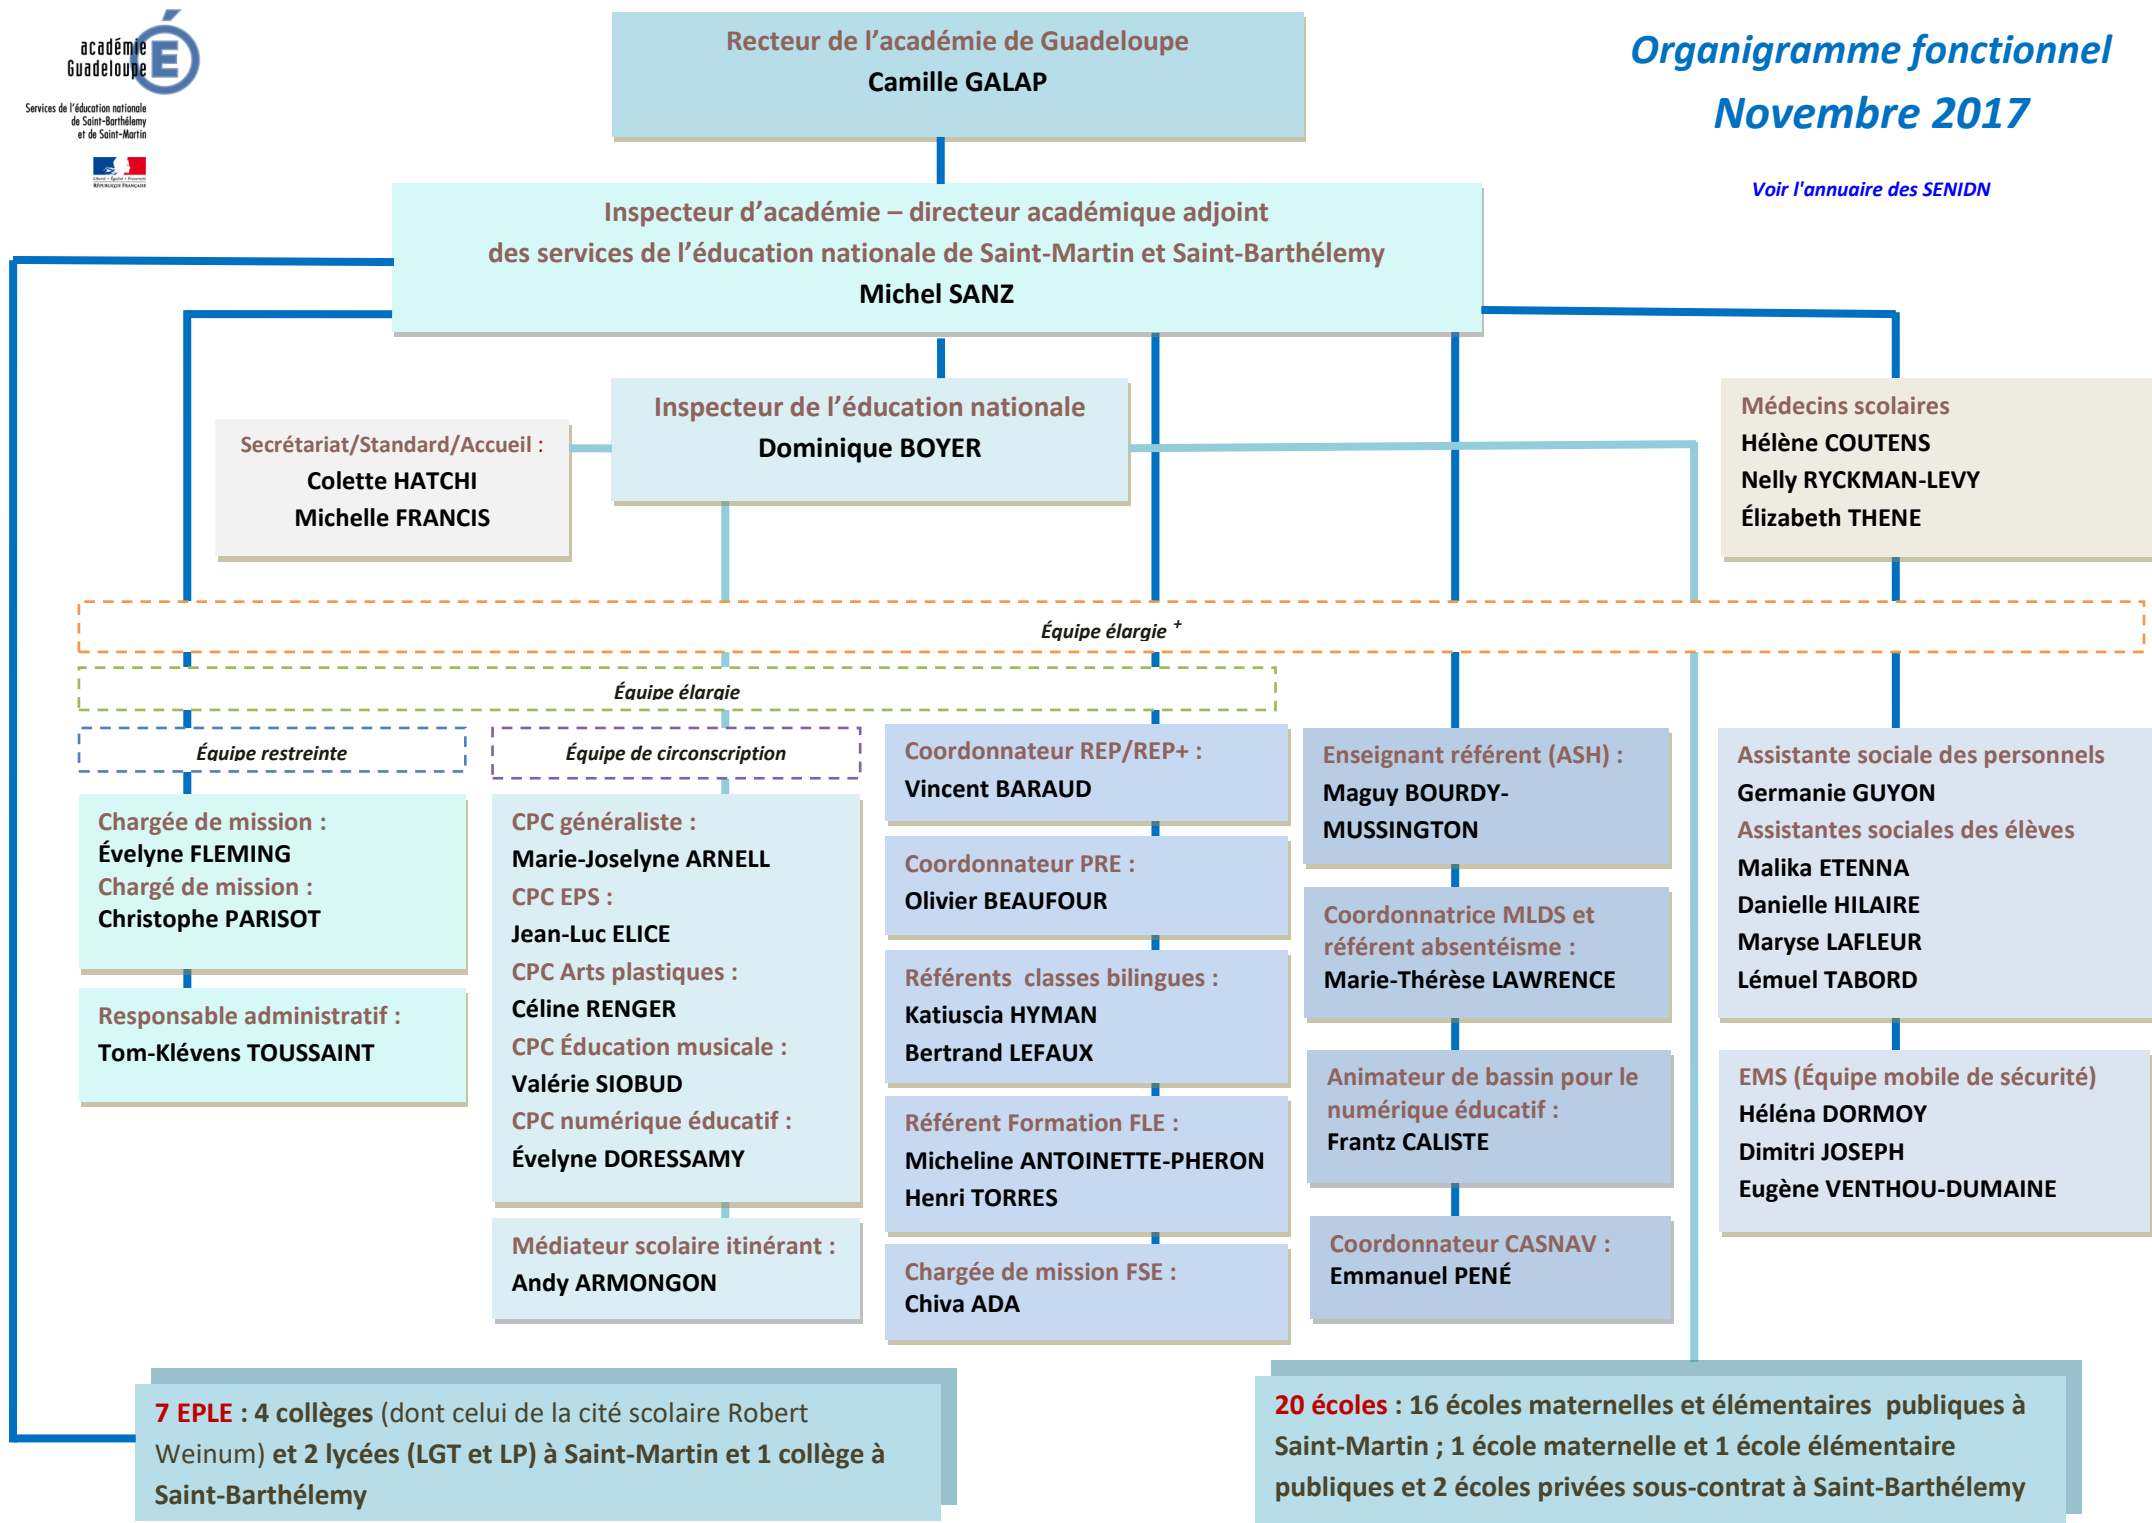 académie
Guadeloupe
Services de l'éducation nationale
de Saint-Barthélemy
et de Saint-Martin
Liberté • Égalité • Fraternité
RÉPUBLIQUE FRANÇAISE
Recteur de l'académie de Guadeloupe
Camille GALAP
Organigramme fonctionnel
Novembre 2017
Voir l'annuaire des SENIDN
Inspecteur d'académie – directeur académique adjoint
des services de l'éducation nationale de Saint-Martin et Saint-Barthélemy
Michel SANZ
Inspecteur de l'éducation nationale
Dominique BOYER
Secrétariat/Standard/Accueil :
Colette HATCHI
Michelle FRANCIS
Médecins scolaires
Hélène COUTENS
Nelly RYCKMAN-LEVY
Élizabeth THENE
Équipe élargie +
Équipe élargie
Équipe restreinte
Chargée de mission :
Évelyne FLEMING
Chargé de mission :
Christophe PARISOT
Responsable administratif :
Tom-Klévens TOUSSAINT
Équipe de circonscription
CPC généraliste :
Marie-Joselyne ARNELL
CPC EPS :
Jean-Luc ELICE
CPC Arts plastiques :
Céline RENGER
CPC Éducation musicale :
Valérie SIOBUD
CPC numérique éducatif :
Évelyne DORESSAMY
Médiateur scolaire itinérant :
Andy ARMONGON
Coordonnateur REP/REP+ :
Vincent BARAUD
Coordonnateur PRE :
Olivier BEAUFOUR
Référents  classes bilingues :
Katiuscia HYMAN
Bertrand LEFAUX
Référent Formation FLE :
Micheline ANTOINETTE-PHERON
Henri TORRES
Chargée de mission FSE :
Chiva ADA
Enseignant référent (ASH) :
Maguy BOURDY-
MUSSINGTON
Coordonnatrice MLDS et
référent absentéisme :
Marie-Thérèse LAWRENCE
Animateur de bassin pour le
numérique éducatif :
Frantz CALISTE
Coordonnateur CASNAV :
Emmanuel PENÉ
Assistante sociale des personnels
Germanie GUYON
Assistantes sociales des élèves
Malika ETENNA
Danielle HILAIRE
Maryse LAFLEUR
Lémuel TABORD
EMS (Équipe mobile de sécurité)
Héléna DORMOY
Dimitri JOSEPH
Eugène VENTHOU-DUMAINE
7 EPLE : 4 collèges (dont celui de la cité scolaire Robert
Weinum) et 2 lycées (LGT et LP) à Saint-Martin et 1 collège à
Saint-Barthélemy
20 écoles : 16 écoles maternelles et élémentaires  publiques à
Saint-Martin ; 1 école maternelle et 1 école élémentaire
publiques et 2 écoles privées sous-contrat à Saint-Barthélemy